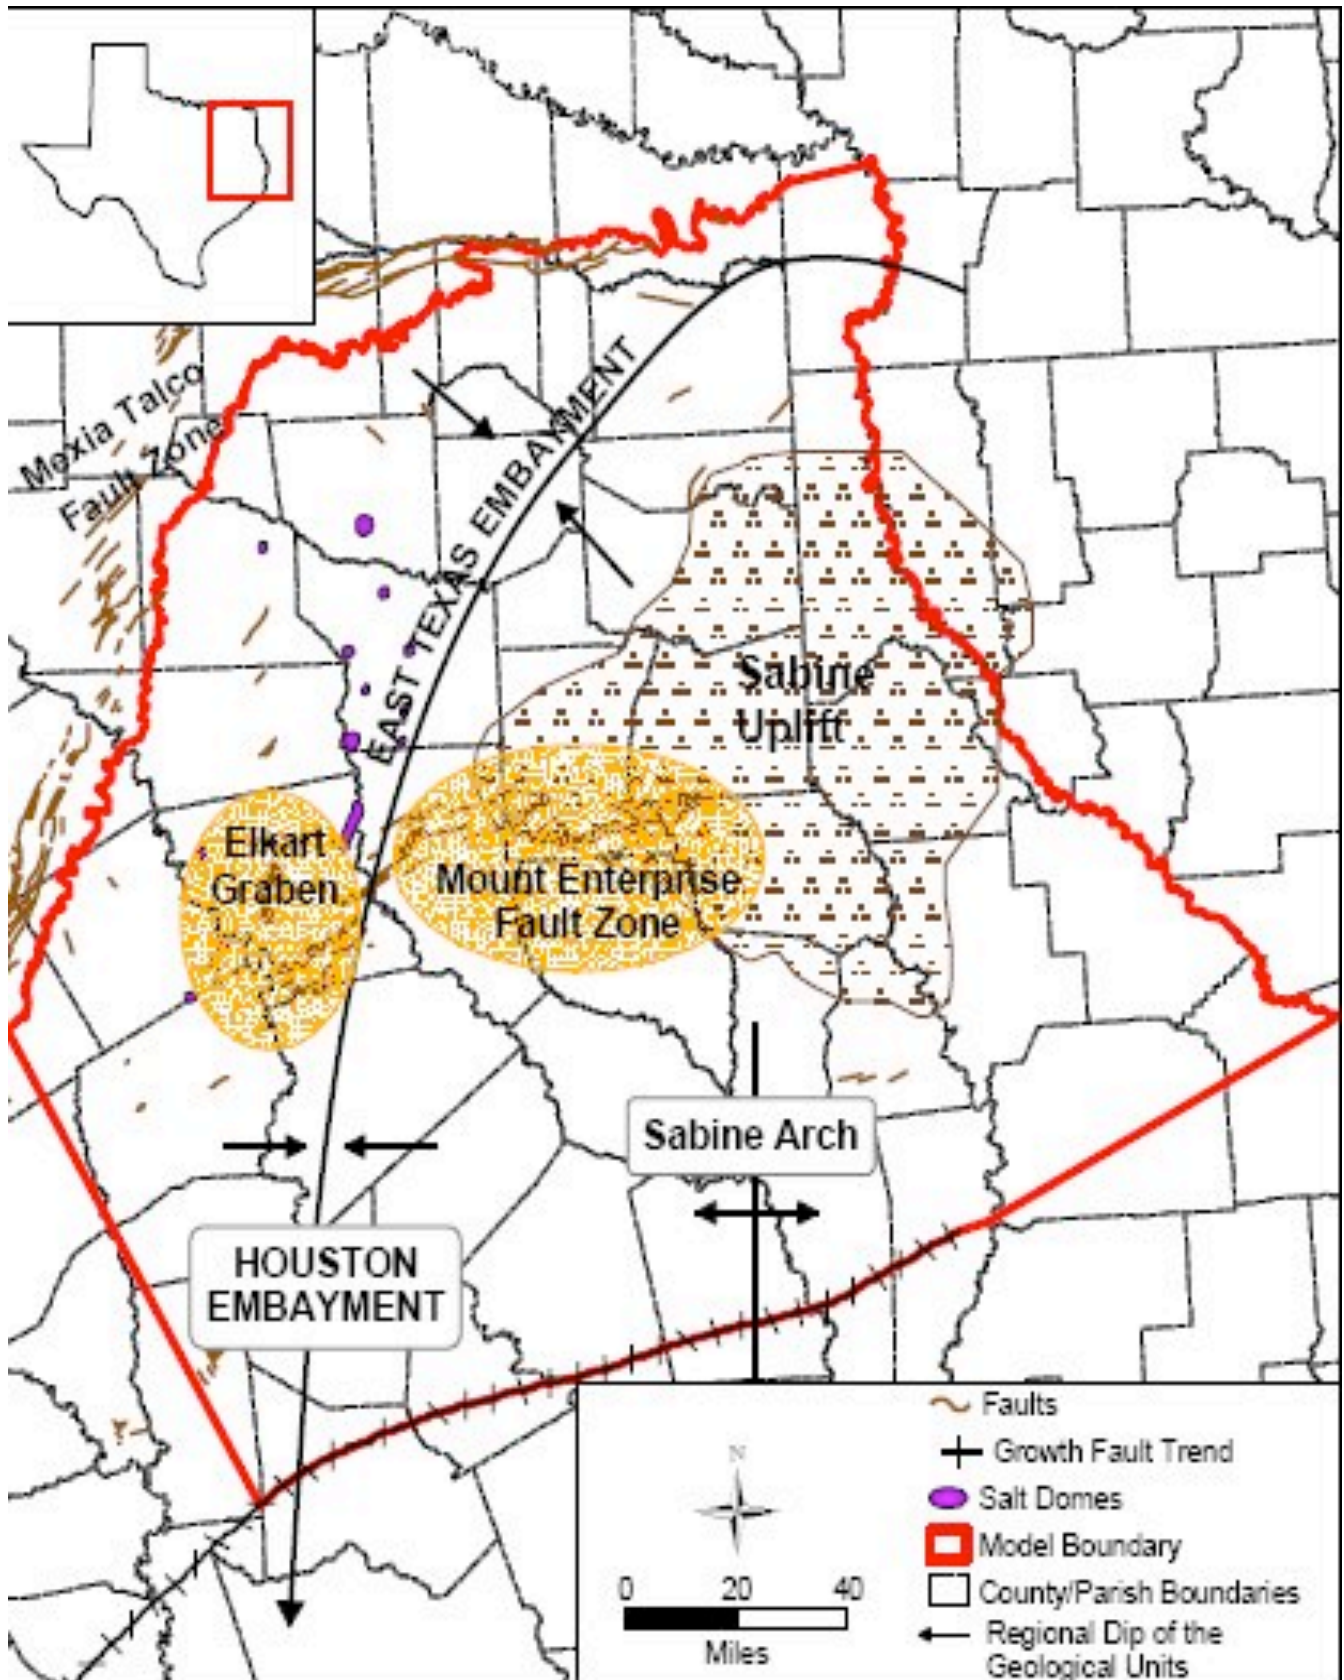 Mexia Talco
Fault Zone
EAST TEXAS EMBAYMENT
Sabine
Uplift
Elkart
Graben
Mount Enterprise
Fault Zone
Sabine Arch
HOUSTON
EMBAYMENT
N
0 20 40
Miles
Faults
Growth Fault Trend
Salt Domes
Model Boundary
County/Parish Boundaries
Regional Dip of the
Geological Units